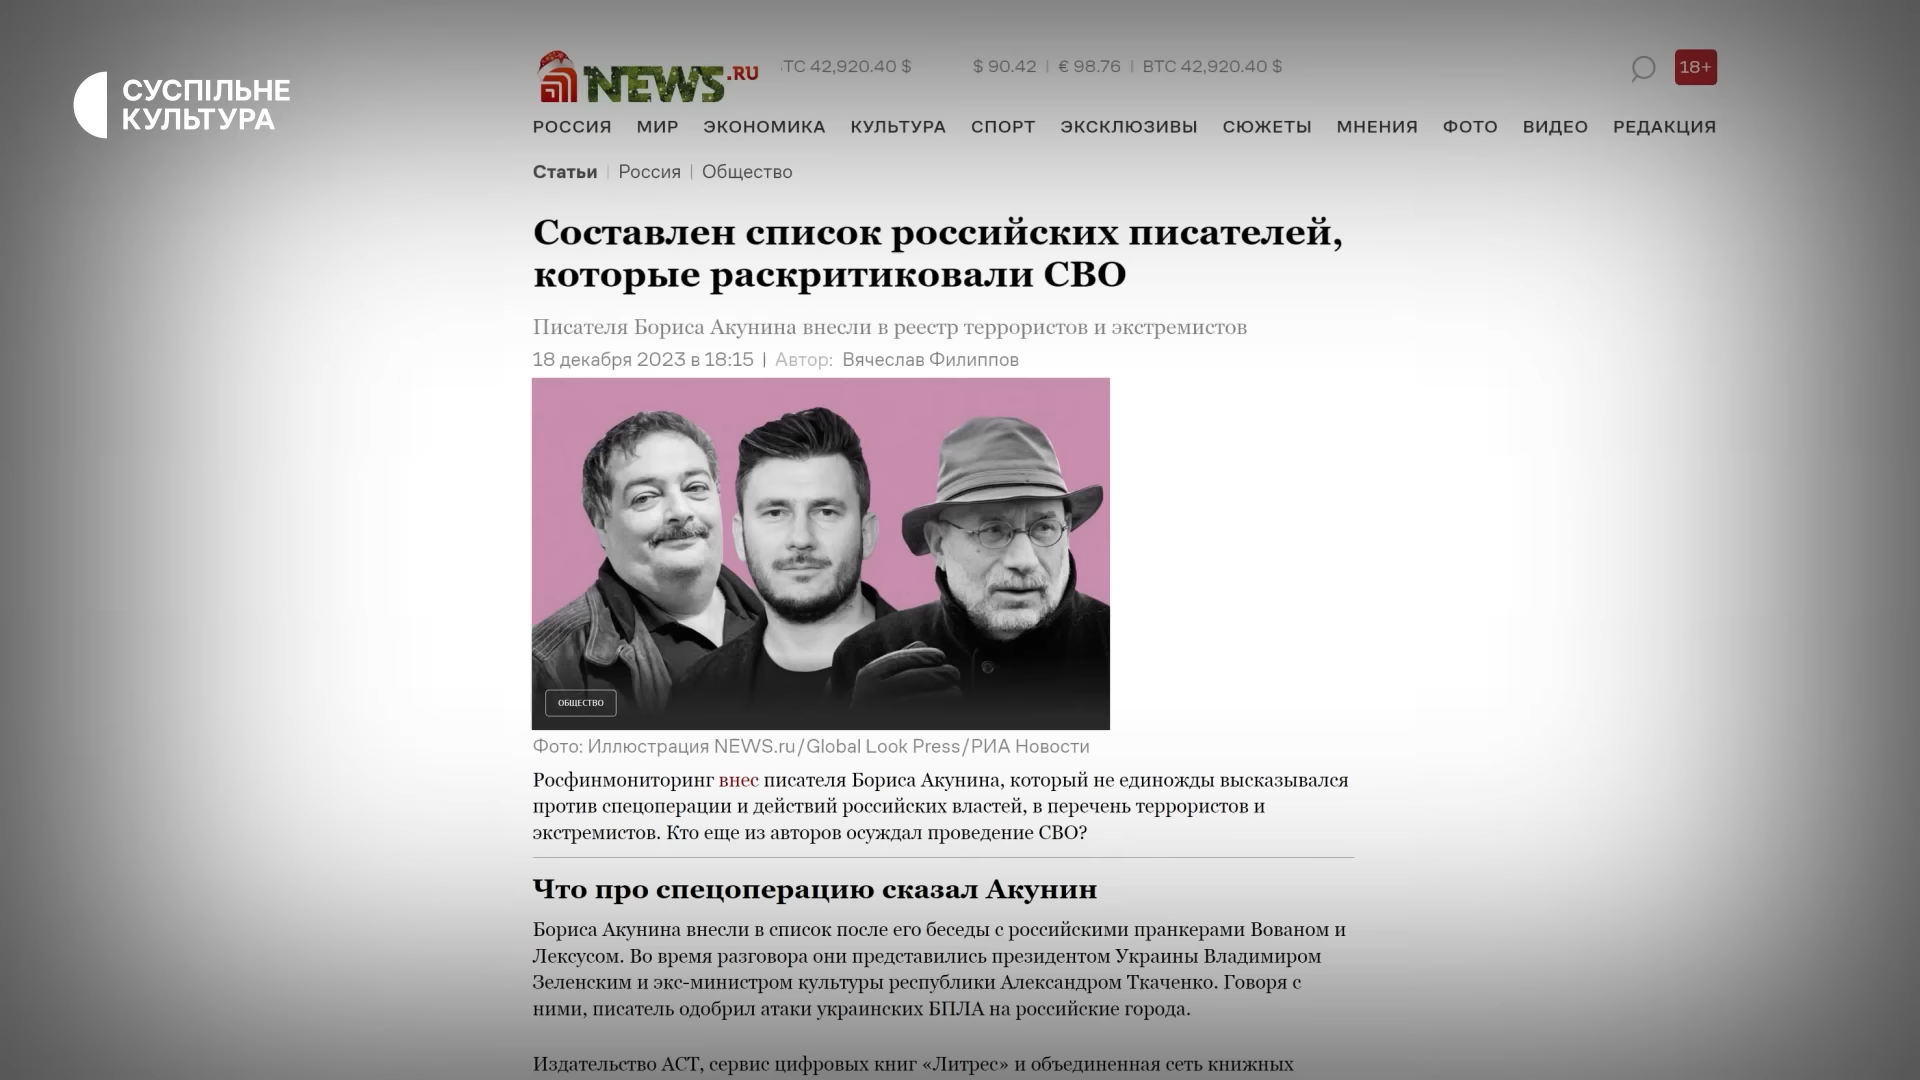 СУСПІЛЬНЕ
КУЛЬТУРА
NEWS.RU
TC 42,920.40 $ $ 90.42 | € 98.76 | BTC 42,920.40 $
18+
РОССИЯ МИР ЭКОНОМИКА КУЛЬТУРА СПОРТ ЭКСКЛЮЗИВЫ СЮЖЕТЫ МНЕНИЯ ФОТО ВИДЕО РЕДАКЦИЯ
Статьи | Россия | Общество
Составлен список российских писателей,
которые раскритиковали СВО
Писателя Бориса Акунина внесли в реестр террористов и экстремистов
18 декабря 2023 в 18:15 | Автор: Вячеслав Филиппов
ОБЩЕСТВО
Фото: Иллюстрация NEWS.ru/Global Look Press/РИА Новости
Росфинмониторинг внес писателя Бориса Акунина, который не единожды высказывался
против спецоперации и действий российских властей, в перечень террористов и
экстремистов. Кто еще из авторов осуждал проведение СВО?
Что про спецоперацию сказал Акунин
Бориса Акунина внесли в список после его беседы с российскими пранкерами Вованом и
Лексусом. Во время разговора они представились президентом Украины Владимиром
Зеленским и экс-министром культуры республики Александром Ткаченко. Говоря с
ними, писатель одобрил атаки украинских БПЛА на российские города.
Издательство АСТ, сервис цифровых книг «Литрес» и объединенная сеть книжных